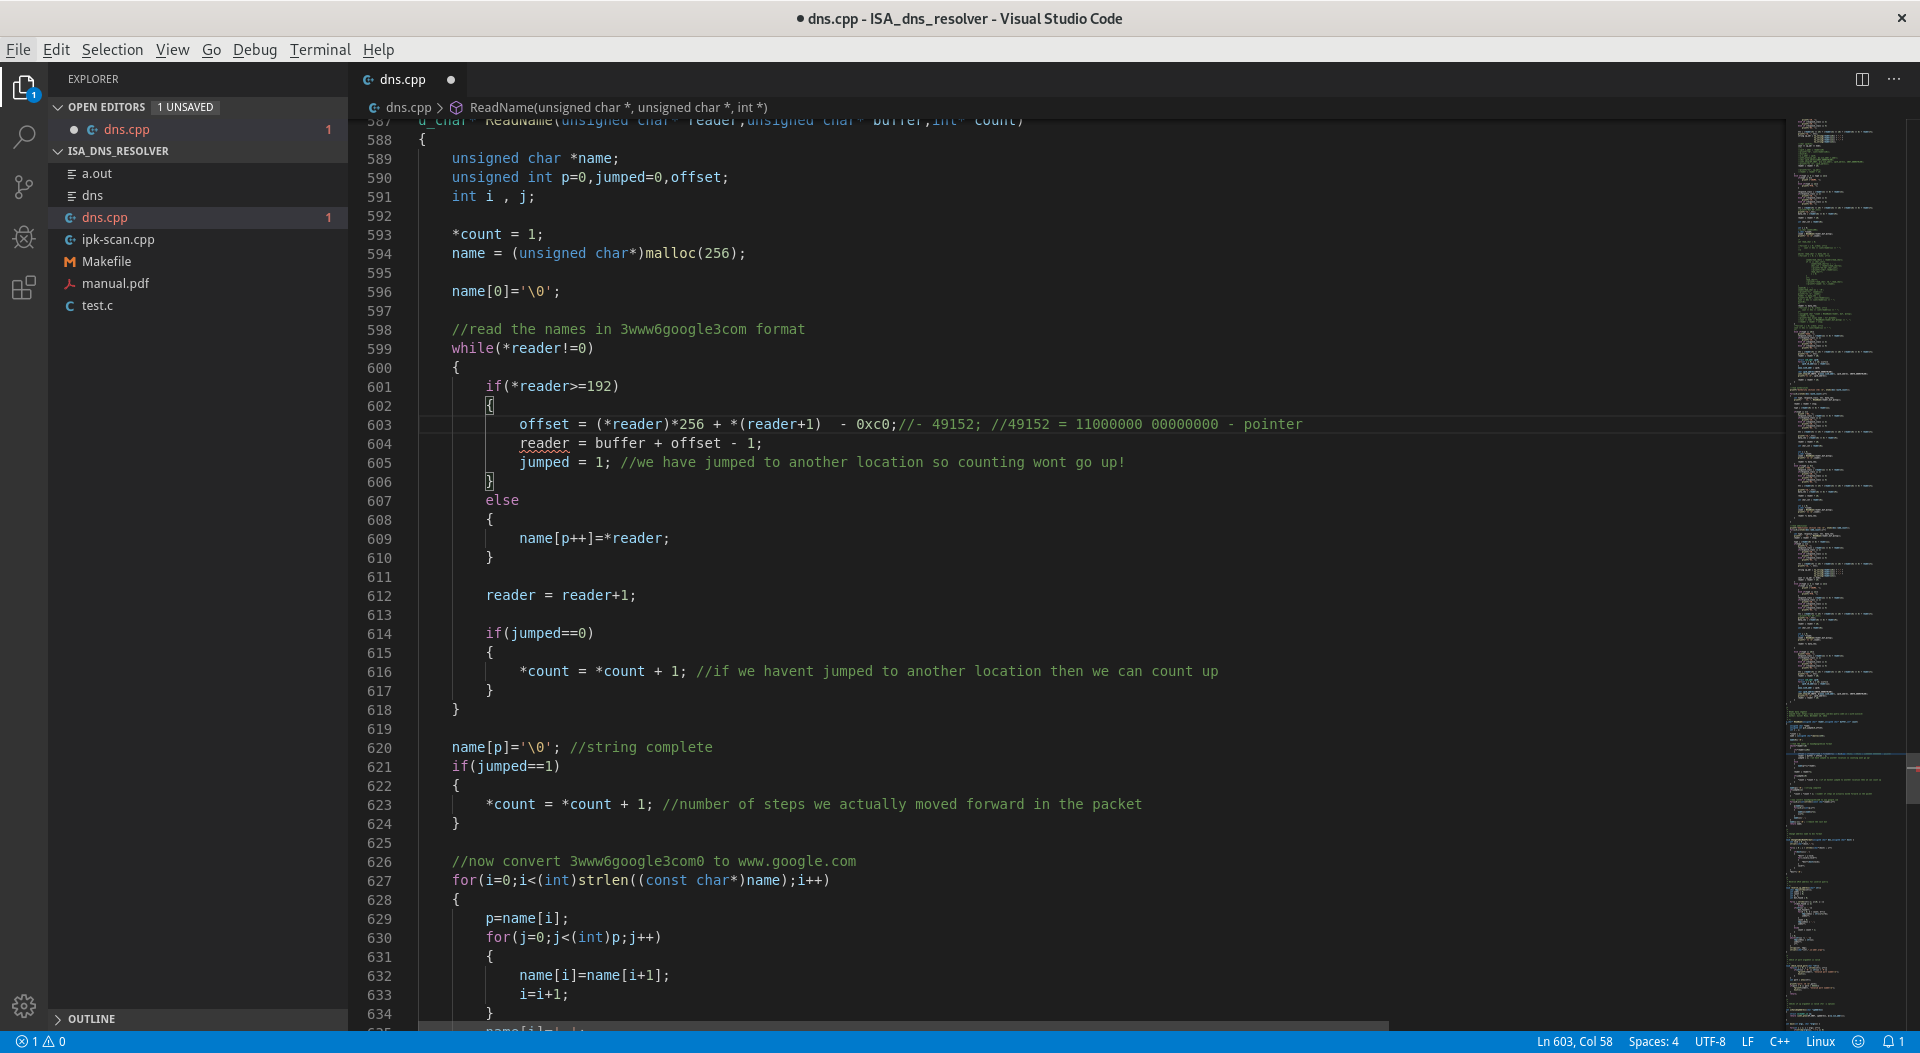 dns.cpp - ISA_dns_resolver - Visual Studio Code
File Edit Selection View Go Debug Terminal Help
EXPLORER
OPEN EDITORS 1 UNSAVED
dns.cpp 1
ISA_DNS_RESOLVER
a.out
dns
dns.cpp 1
ipk-scan.cpp
Makefile
manual.pdf
test.c
OUTLINE
1
dns.cpp
dns.cpp > ReadName(unsigned char *, unsigned char *, int *)
587 u_char* ReadName(unsigned char* reader,unsigned char* buffer,int* count)
588 {
589 unsigned char *name;
590 unsigned int p=0,jumped=0,offset;
591 int i , j;
592
593 *count = 1;
594 name = (unsigned char*)malloc(256);
595
596 name[0]='\0';
597
598 //read the names in 3www6google3com format
599 while(*reader!=0)
600 {
601 if(*reader>=192)
602 {
603 offset = (*reader)*256 + *(reader+1)  - 0xc0;//- 49152; //49152 = 11000000 00000000 - pointer
604 reader = buffer + offset - 1;
605 jumped = 1; //we have jumped to another location so counting wont go up!
606 }
607 else
608 {
609 name[p++]=*reader;
610 }
611
612 reader = reader+1;
613
614 if(jumped==0)
615 {
616 *count = *count + 1; //if we havent jumped to another location then we can count up
617 }
618 }
619
620 name[p]='\0'; //string complete
621 if(jumped==1)
622 {
623 *count = *count + 1; //number of steps we actually moved forward in the packet
624 }
625
626 //now convert 3www6google3com0 to www.google.com
627 for(i=0;i<(int)strlen((const char*)name);i++)
628 {
629 p=name[i];
630 for(j=0;j<(int)p;j++)
631 {
632 name[i]=name[i+1];
633 i=i+1;
634 }
1 0 Ln 603, Col 58 Spaces: 4 UTF-8 LF C++ Linux 1